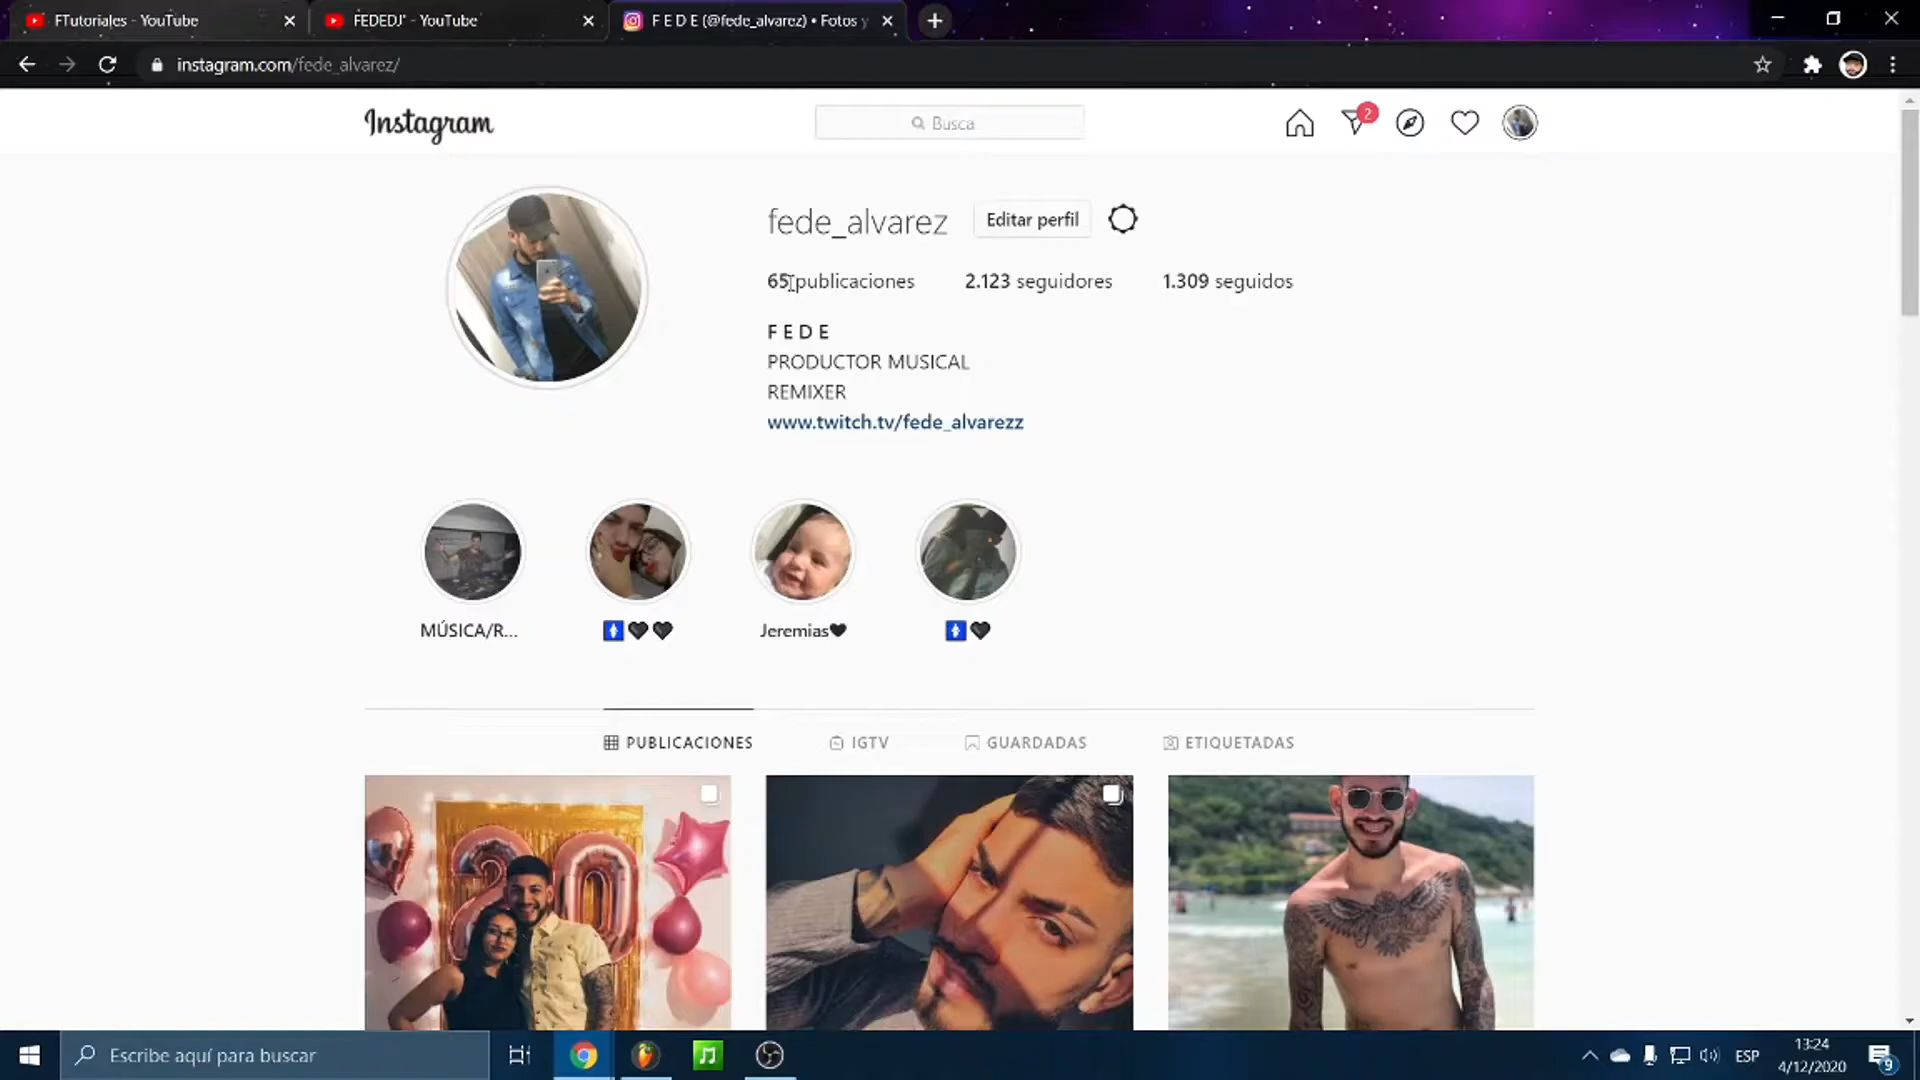 FTutoriales - YouTube
FEDEDJ' - YouTube
F E D E (@fede_alvarez) • Fotos y
instagram.com/fede_alvarez/
Instagram
Busca
2
fede_alvarez
Editar perfil
65 publicaciones
2.123 seguidores
1.309 seguidos
F E D E
PRODUCTOR MUSICAL
REMIXER
www.twitch.tv/fede_alvarezz
MÚSICA/R...
Jeremias🖤
PUBLICACIONES
IGTV
GUARDADAS
ETIQUETADAS
20
Escribe aquí para buscar
ESP
13:24
4/12/2020
9